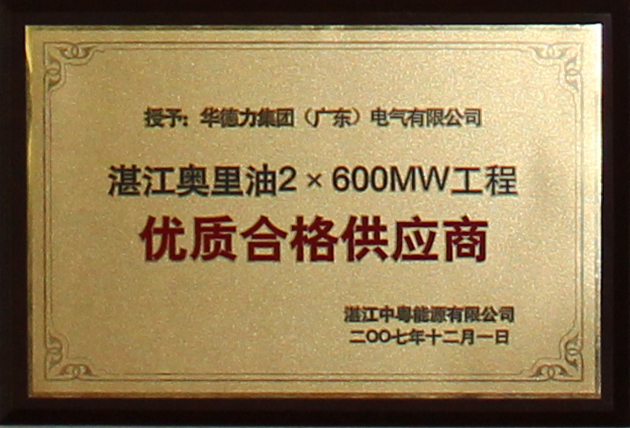 授予：华德力集团（广东）电气有限公司
湛江奥里油2×600MW工程
优质合格供应商
湛江中粤能源有限公司
二〇〇七年十二月一日